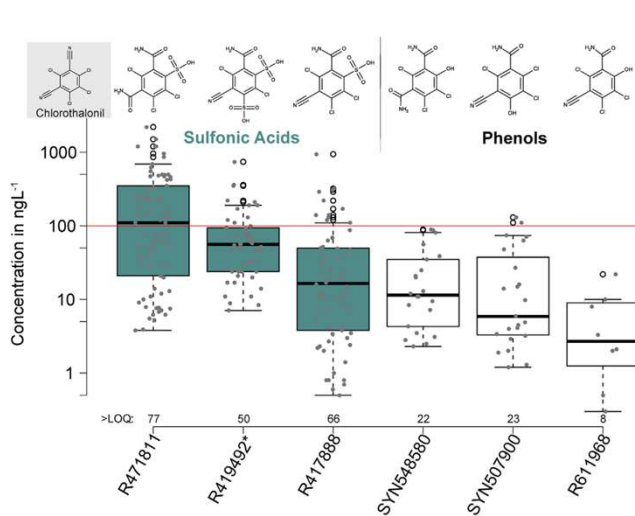 Chlorothalonil
Sulfonic Acids
Phenols
Concentration in ngL⁻¹
1000
100
10
1
>LOQ: 77 50 66 22 23 8
R471811
R419492*
R417888
SYN548580
SYN507900
R611968